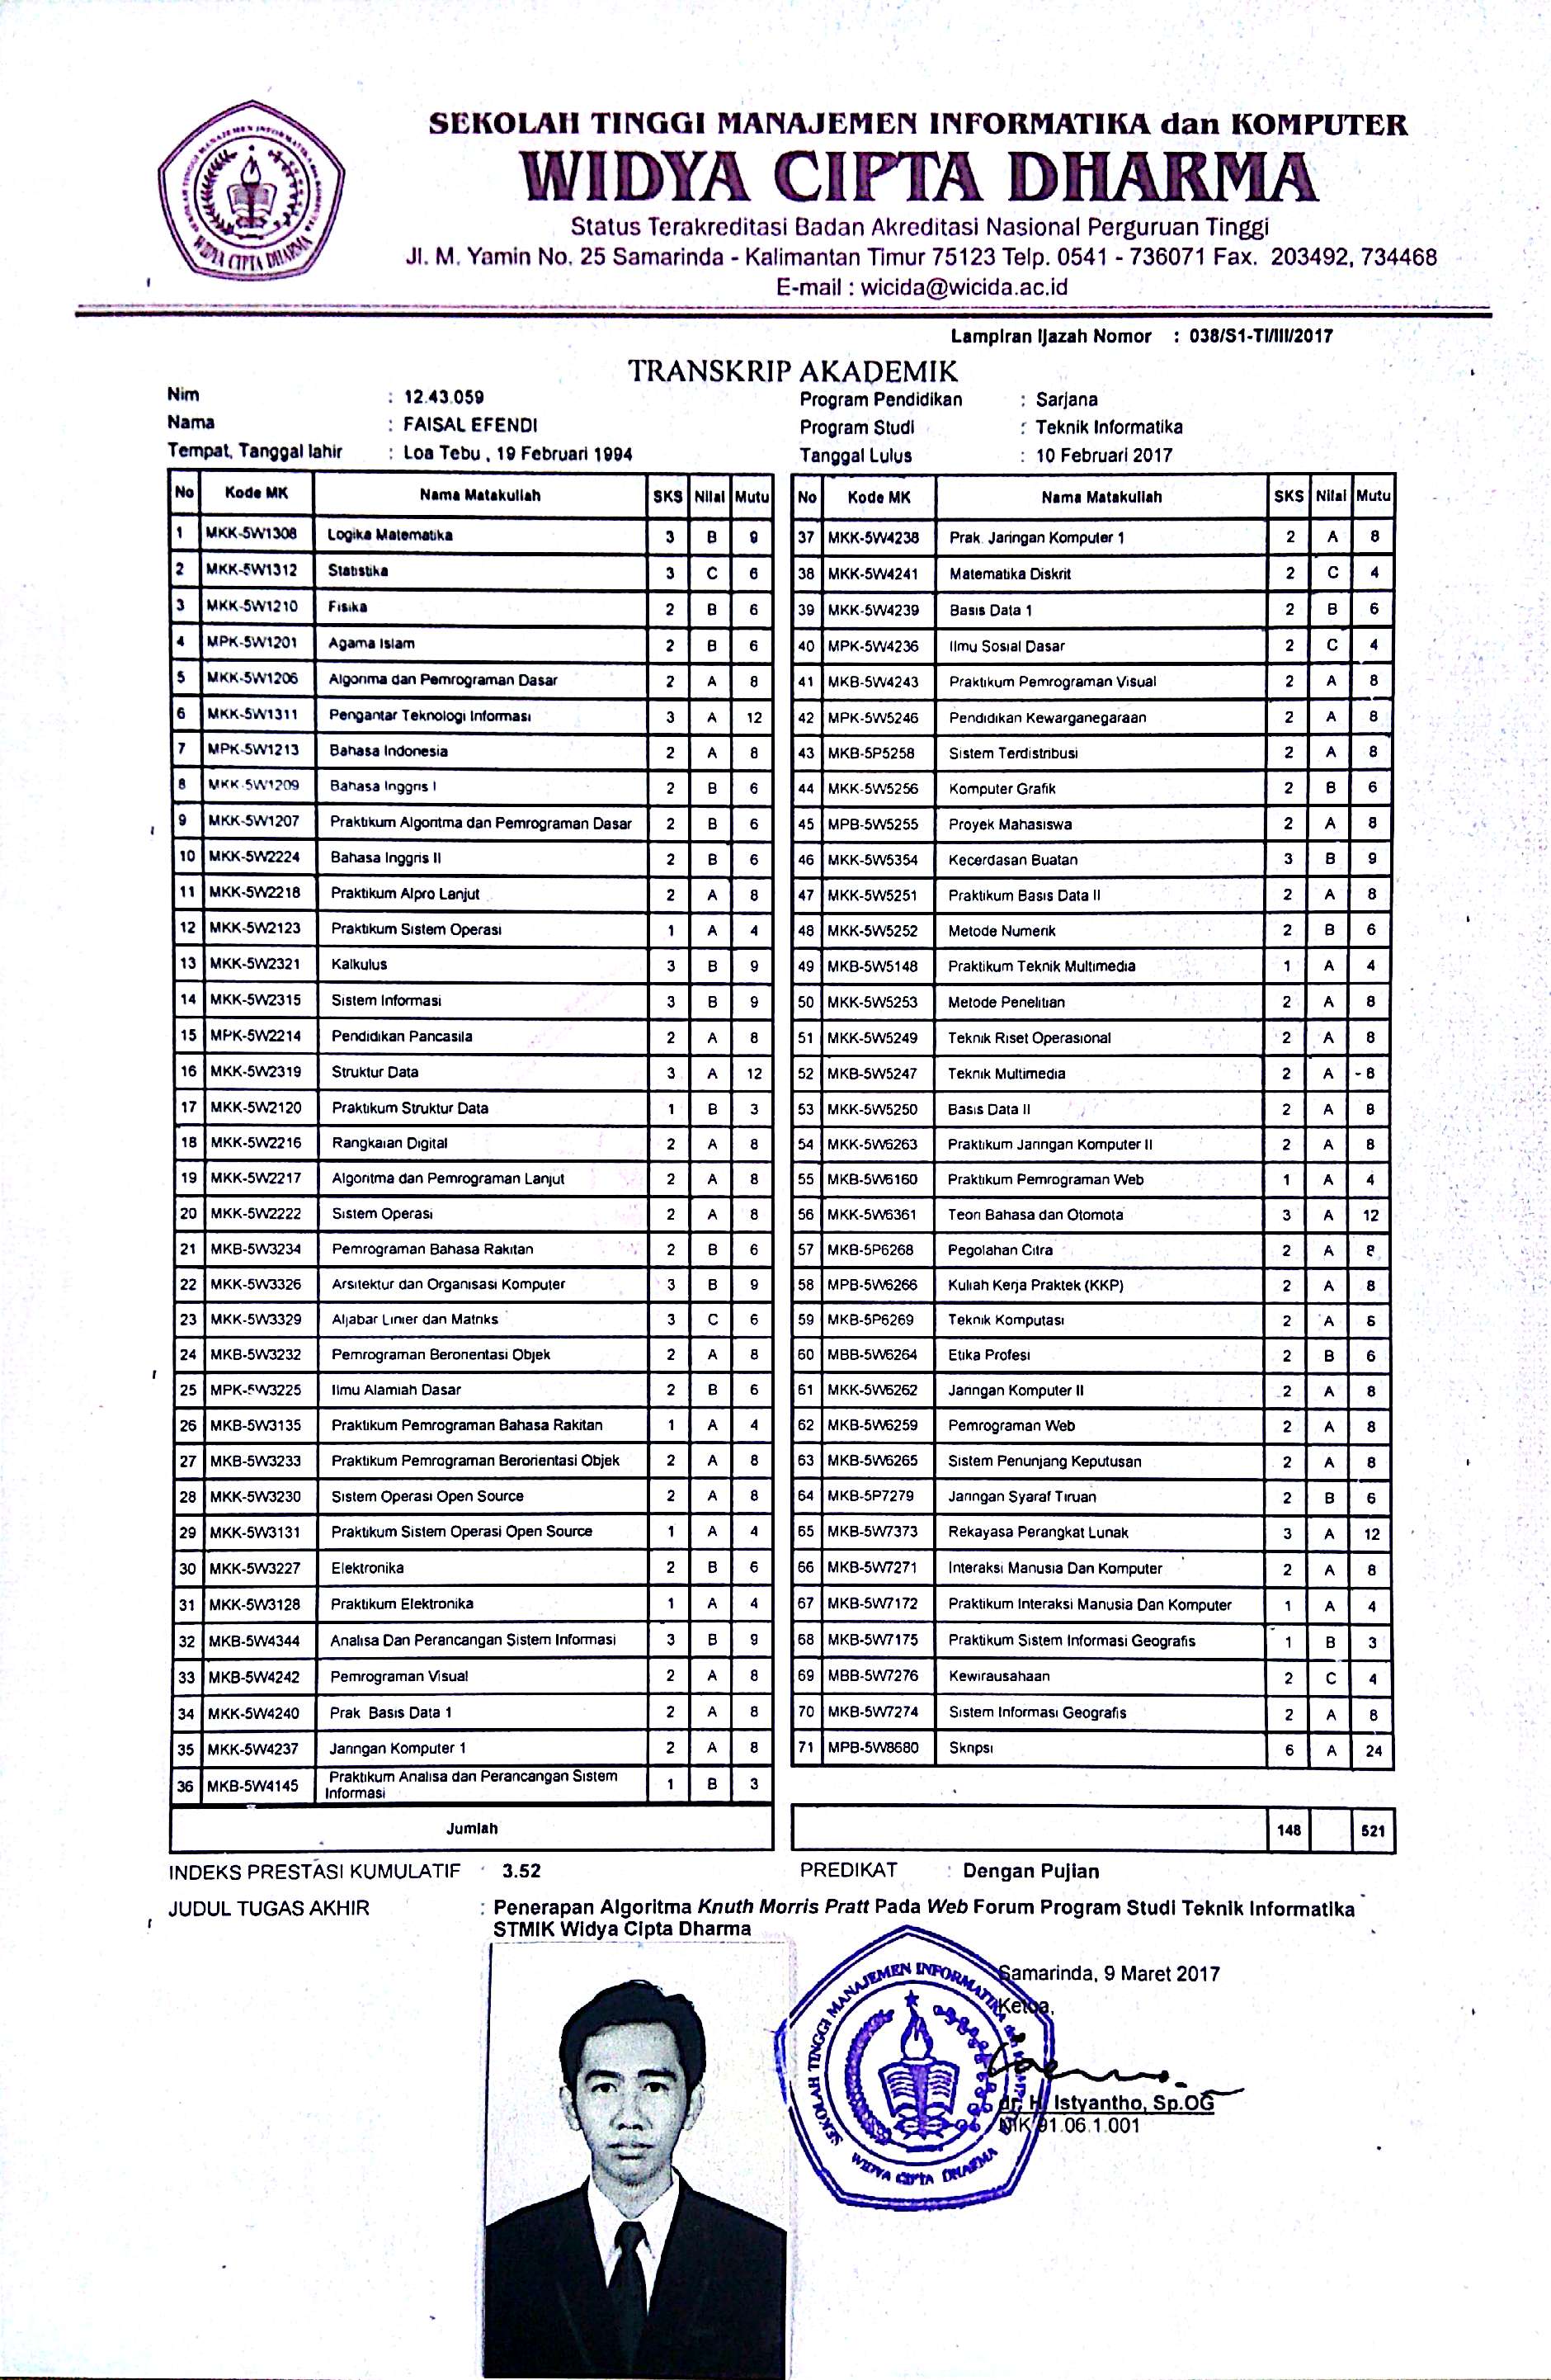 SEKOLAH TINGGI MANAJEMEN INFORMATIKA dan KOMPUTER
WIDYA CIPTA DHARMA
Status Terakreditasi Badan Akreditasi Nasional Perguruan Tinggi
Jl. M. Yamin No. 25 Samarinda - Kalimantan Timur 75123 Telp. 0541 - 736071 Fax. 203492, 734468
E-mail : wicida@wicida.ac.id
Lampiran Ijazah Nomor : 038/S1-TI/III/2017
TRANSKRIP AKADEMIK
Nim : 12.43.059
Nama : FAISAL EFENDI
Tempat, Tanggal lahir : Loa Tebu , 19 Februari 1994
Program Pendidikan : Sarjana
Program Studi : Teknik Informatika
Tanggal Lulus : 10 Februari 2017
No Kode MK Nama Matakuliah SKS Nilai Mutu
1 MKK-5W1308 Logika Matematika 3 B 9
2 MKK-5W1312 Statistika 3 C 6
3 MKK-5W1210 Fisika 2 B 6
4 MPK-5W1201 Agama Islam 2 B 6
5 MKK-5W1206 Algoritma dan Pemrograman Dasar 2 A 8
6 MKK-5W1311 Pengantar Teknologi Informasi 3 A 12
7 MPK-5W1213 Bahasa Indonesia 2 A 8
8 MKK-5W1209 Bahasa Inggris I 2 B 6
9 MKK-5W1207 Praktikum Algoritma dan Pemrograman Dasar 2 B 6
10 MKK-5W2224 Bahasa Inggris II 2 B 6
11 MKK-5W2218 Praktikum Alpro Lanjut 2 A 8
12 MKK-5W2123 Praktikum Sistem Operasi 1 A 4
13 MKK-5W2321 Kalkulus 3 B 9
14 MKK-5W2315 Sistem Informasi 3 B 9
15 MPK-5W2214 Pendidikan Pancasila 2 A 8
16 MKK-5W2319 Struktur Data 3 A 12
17 MKK-5W2120 Praktikum Struktur Data 1 B 3
18 MKK-5W2216 Rangkaian Digital 2 A 8
19 MKK-5W2217 Algoritma dan Pemrograman Lanjut 2 A 8
20 MKK-5W2222 Sistem Operasi 2 A 8
21 MKB-5W3234 Pemrograman Bahasa Rakitan 2 B 6
22 MKK-5W3326 Arsitektur dan Organisasi Komputer 3 B 9
23 MKK-5W3329 Aljabar Linier dan Matriks 3 C 6
24 MKB-5W3232 Pemrograman Berorientasi Objek 2 A 8
25 MPK-5W3225 Ilmu Alamiah Dasar 2 B 6
26 MKB-5W3135 Praktikum Pemrograman Bahasa Rakitan 1 A 4
27 MKB-5W3233 Praktikum Pemrograman Berorientasi Objek 2 A 8
28 MKK-5W3230 Sistem Operasi Open Source 2 A 8
29 MKK-5W3131 Praktikum Sistem Operasi Open Source 1 A 4
30 MKK-5W3227 Elektronika 2 B 6
31 MKK-5W3128 Praktikum Elektronika 1 A 4
32 MKB-5W4344 Analisa Dan Perancangan Sistem Informasi 3 B 9
33 MKB-5W4242 Pemrograman Visual 2 A 8
34 MKK-5W4240 Prak Basis Data 1 2 A 8
35 MKK-5W4237 Jaringan Komputer 1 2 A 8
36 MKB-5W4145 Praktikum Analisa dan Perancangan Sistem Informasi 1 B 3
No Kode MK Nama Matakuliah SKS Nilai Mutu
37 MKK-5W4238 Prak. Jaringan Komputer 1 2 A 8
38 MKK-5W4241 Matematika Diskrit 2 C 4
39 MKK-5W4239 Basis Data 1 2 B 6
40 MPK-5W4236 Ilmu Sosial Dasar 2 C 4
41 MKB-5W4243 Praktikum Pemrograman Visual 2 A 8
42 MPK-5W5246 Pendidikan Kewarganegaraan 2 A 8
43 MKB-5P5258 Sistem Terdistribusi 2 A 8
44 MKK-5W5256 Komputer Grafik 2 B 6
45 MPB-5W5255 Proyek Mahasiswa 2 A 8
46 MKK-5W5354 Kecerdasan Buatan 3 B 9
47 MKK-5W5251 Praktikum Basis Data II 2 A 8
48 MKK-5W5252 Metode Numerik 2 B 6
49 MKB-5W5148 Praktikum Teknik Multimedia 1 A 4
50 MKK-5W5253 Metode Penelitian 2 A 8
51 MKK-5W5249 Teknik Riset Operasional 2 A 8
52 MKB-5W5247 Teknik Multimedia 2 A 8
53 MKK-5W5250 Basis Data II 2 A 8
54 MKK-5W6263 Praktikum Jaringan Komputer II 2 A 8
55 MKB-5W6160 Praktikum Pemrograman Web 1 A 4
56 MKK-5W6361 Teori Bahasa dan Otomota 3 A 12
57 MKB-5P6268 Pegolahan Citra 2 A 8
58 MPB-5W6266 Kuliah Kerja Praktek (KKP) 2 A 8
59 MKB-5P6269 Teknik Komputasi 2 A 8
60 MBB-5W6264 Etika Profesi 2 B 6
61 MKK-5W6262 Jaringan Komputer II 2 A 8
62 MKB-5W6259 Pemrograman Web 2 A 8
63 MKB-5W6265 Sistem Penunjang Keputusan 2 A 8
64 MKB-5P7279 Jaringan Syaraf Tiruan 2 B 6
65 MKB-5W7373 Rekayasa Perangkat Lunak 3 A 12
66 MKB-5W7271 Interaksi Manusia Dan Komputer 2 A 8
67 MKB-5W7172 Praktikum Interaksi Manusia Dan Komputer 1 A 4
68 MKB-5W7175 Praktikum Sistem Informasi Geografis 1 B 3
69 MBB-5W7276 Kewirausahaan 2 C 4
70 MKB-5W7274 Sistem Informasi Geografis 2 A 8
71 MPB-5W8680 Skripsi 6 A 24
Jumlah 148 521
INDEKS PRESTASI KUMULATIF : 3.52
PREDIKAT : Dengan Pujian
JUDUL TUGAS AKHIR : Penerapan Algoritma Knuth Morris Pratt Pada Web Forum Program Studi Teknik Informatika
STMIK Widya Cipta Dharma
Samarinda, 9 Maret 2017
Ketua,
dr. H. Istyantho, Sp.OG
NIK 91.06.1.001
SEKOLAH TINGGI MANAJEMEN INFORMATIKA dan
WIDYA CIPTA DHARMA